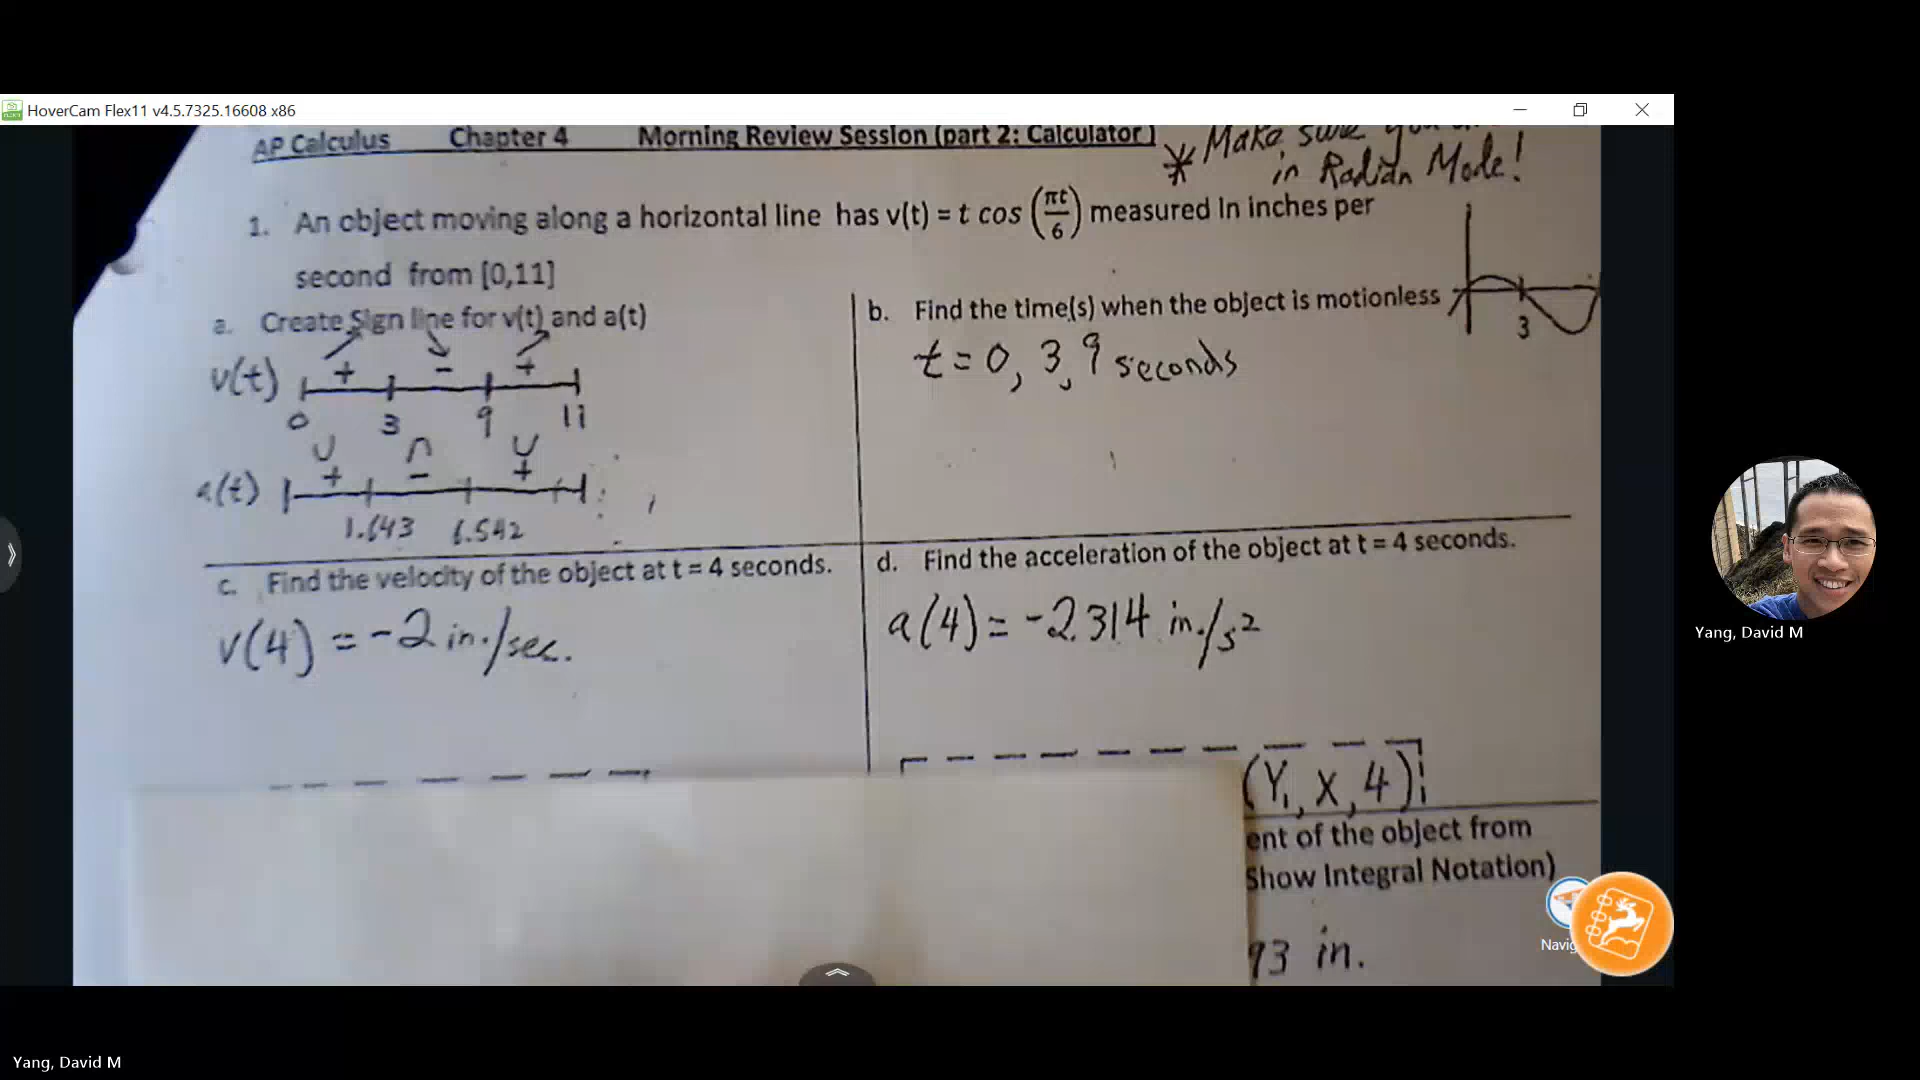 HoverCam Flex11 v4.5.7325.16608 x86
AP Calculus Chapter 4 Morning Review Session (part 2: Calculator)
* Make sure you
in Radian Mode!
1. An object moving along a horizontal line has v(t) = t cos (πt/6) measured in inches per
second from [0,11]
a. Create Sign line for v(t) and a(t)
v(t) + - +
0 3 9 11
∪ ∩ ∪
a(t) + - +
1.643 6.542
b. Find the time(s) when the object is motionless
3
t = 0, 3, 9 seconds
c. Find the velocity of the object at t = 4 seconds.
v(4) = -2 in./sec.
d. Find the acceleration of the object at t = 4 seconds.
a(4) = -2.314 in./s²
(Y₁, X, 4)
ent of the object from
Show Integral Notation)
93 in.
Navig
Yang, David M
Yang, David M